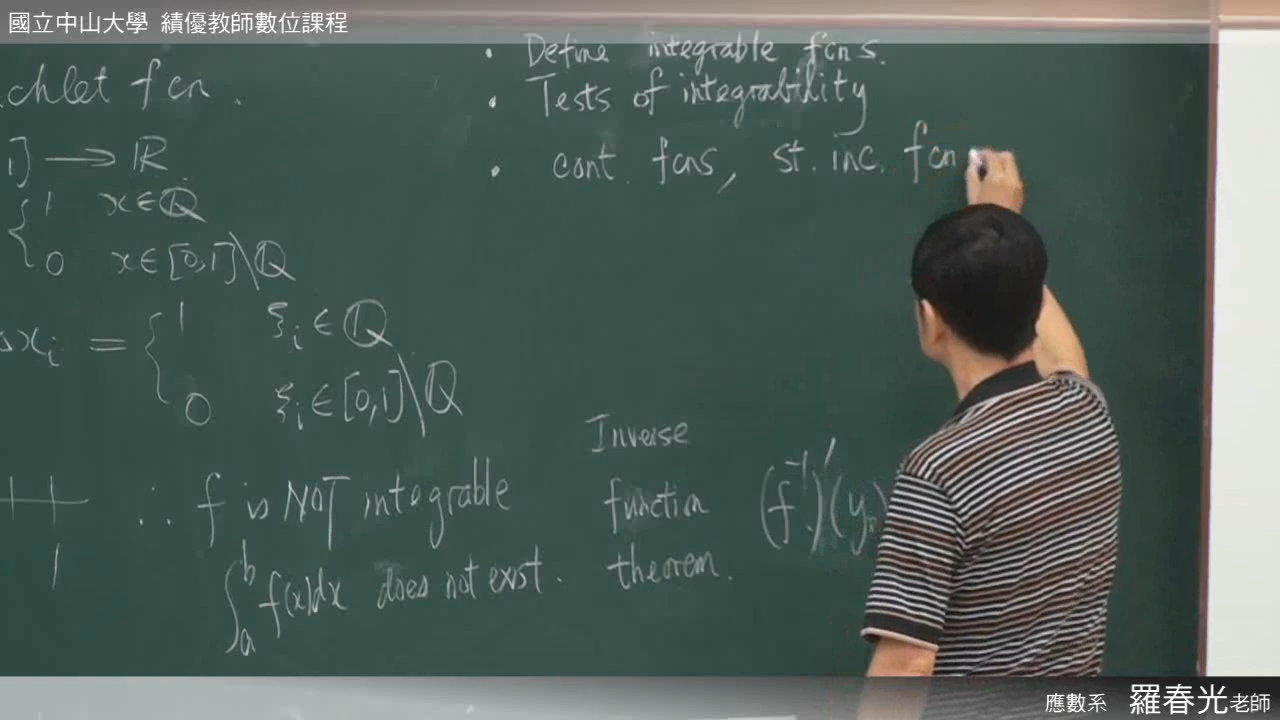 國立中山大學 績優教師數位課程
chlet fcn.
1] → ℝ
{ 1 x∈ℚ
0 x∈[0,1]\ℚ
Δxᵢ = { 1 ξᵢ∈ℚ
0 ξᵢ∈[0,1]\ℚ
∴ f is NOT integrable
∫ₐᵇ f(x)dx does not exist.
• Define integrable fcns.
• Tests of integrability
• cont. fcns, st. inc. fcn
Inverse
function (f⁻¹)′(y
theorem.
1
應數系 羅春光老師